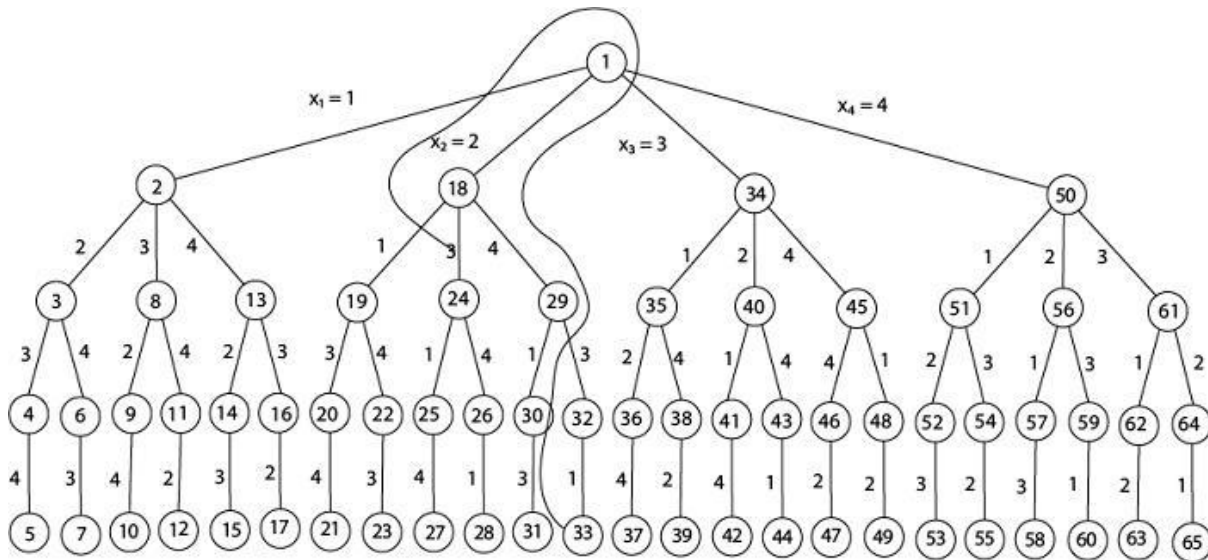 1
x₁ = 1
x₂ = 2
x₃ = 3
x₄ = 4
2 18 34 50
2 3 4 1 3 4 1 2 4 1 2 3
3 8 13 19 24 29 35 40 45 51 56 61
3 4 2 4 2 3 3 4 1 4 1 3 2 4 1 4 4 1 2 3 1 3 1 2
4 6 9 11 14 16 20 22 25 26 30 32 36 38 41 43 46 48 52 54 57 59 62 64
4 3 4 2 3 2 4 3 4 1 3 1 4 2 4 1 2 2 3 2 3 1 2 1
5 7 10 12 15 17 21 23 27 28 31 33 37 39 42 44 47 49 53 55 58 60 63 65